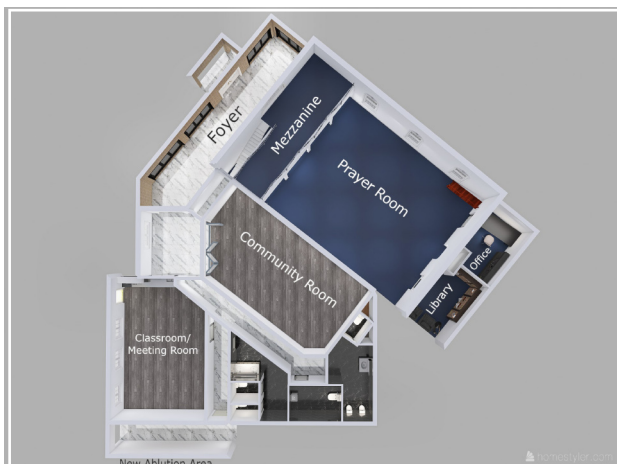 Foyer
Mezzanine
Prayer Room
Community Room
Office
Library
Classroom/
Meeting Room
New Ablution Area
homestyler.com